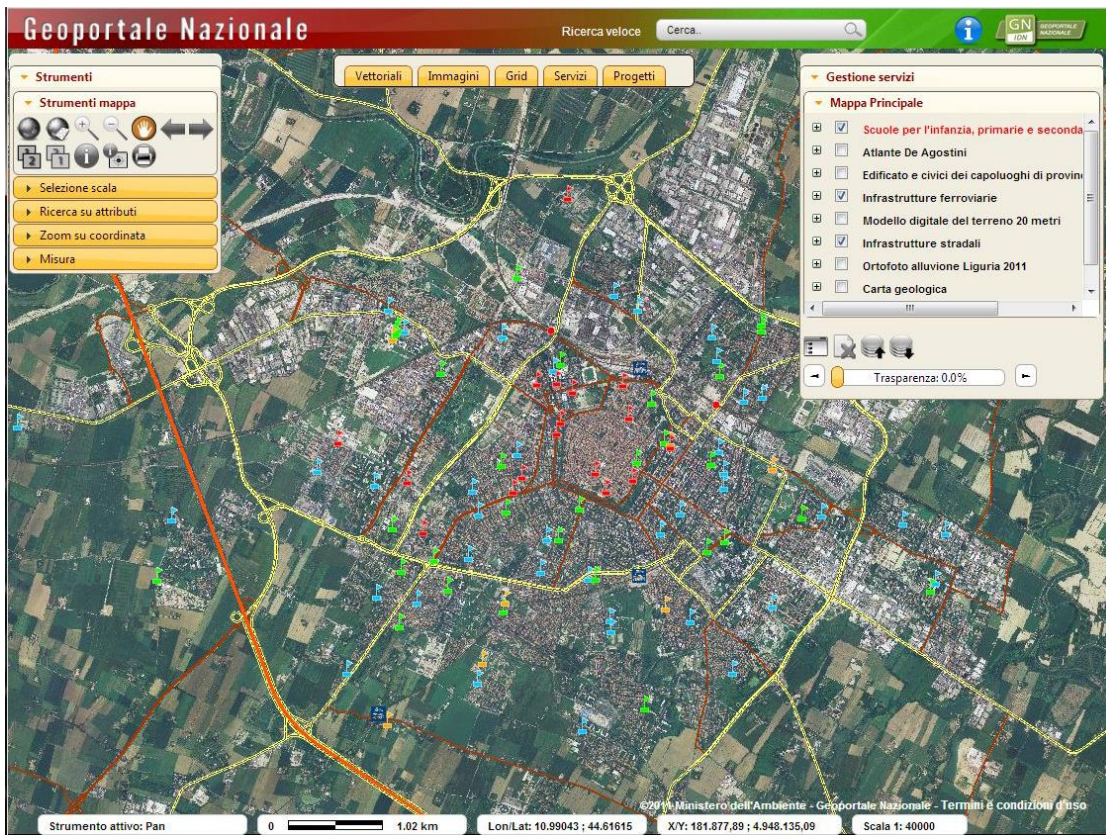 Geoportale Nazionale
Ricerca veloce
Cerca..
i
GN
IDN
GEOPORTALE
NAZIONALE
Strumenti
Strumenti mappa
2
1
i
Selezione scala
Ricerca su attributi
Zoom su coordinata
Misura
Vettoriali
Immagini
Grid
Servizi
Progetti
Gestione servizi
Mappa Principale
Scuole per l'infanzia, primarie e seconda
Atlante De Agostini
Edificato e civici dei capoluoghi di provinc
Infrastrutture ferroviarie
Modello digitale del terreno 20 metri
Infrastrutture stradali
Ortofoto alluvione Liguria 2011
Carta geologica
Trasparenza: 0.0%
©2011 Ministero dell'Ambiente - Geoportale Nazionale - Termini e condizioni d'uso
Strumento attivo: Pan
0
1.02 km
Lon/Lat: 10.99043 ; 44.61615
X/Y: 181.877,89 ; 4.948.135,09
Scala 1: 40000